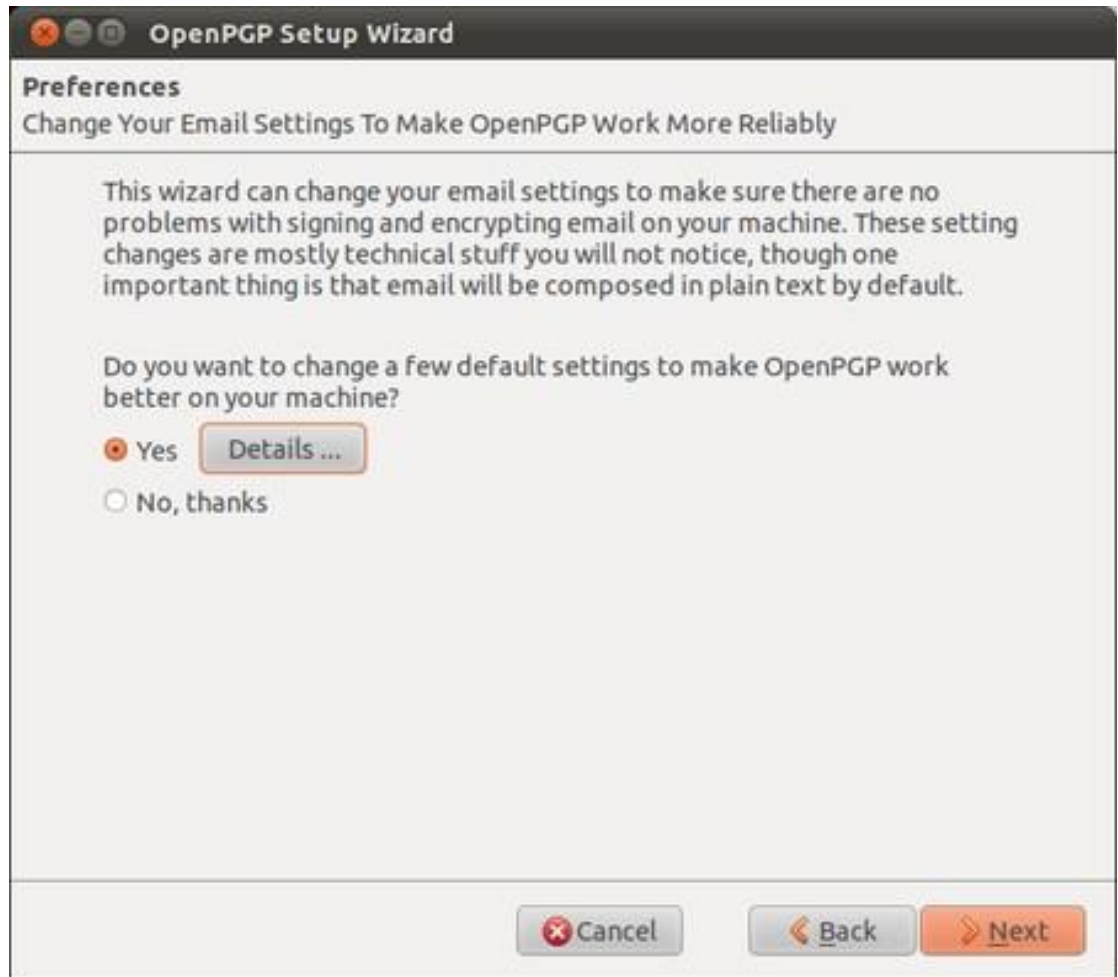 OpenPGP Setup Wizard
Preferences
Change Your Email Settings To Make OpenPGP Work More Reliably
This wizard can change your email settings to make sure there are no
problems with signing and encrypting email on your machine. These setting
changes are mostly technical stuff you will not notice, though one
important thing is that email will be composed in plain text by default.
Do you want to change a few default settings to make OpenPGP work
better on your machine?
Yes Details ...
No, thanks
Cancel Back Next